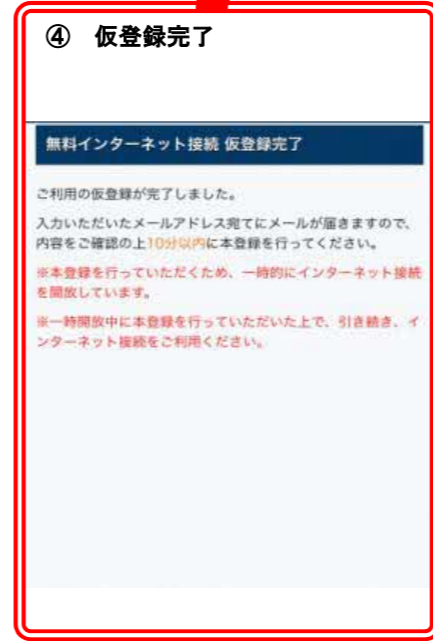 ④ 仮登録完了
無料インターネット接続 仮登録完了
ご利用の仮登録が完了しました。
入力いただいたメールアドレス宛てにメールが届きますので、
内容をご確認の上10分以内に本登録を行ってください。
※本登録を行っていただくため、一時的にインターネット接続
を開放しています。
※一時開放中に本登録を行っていただいた上で、引き続き、イ
ンターネット接続をご利用ください。